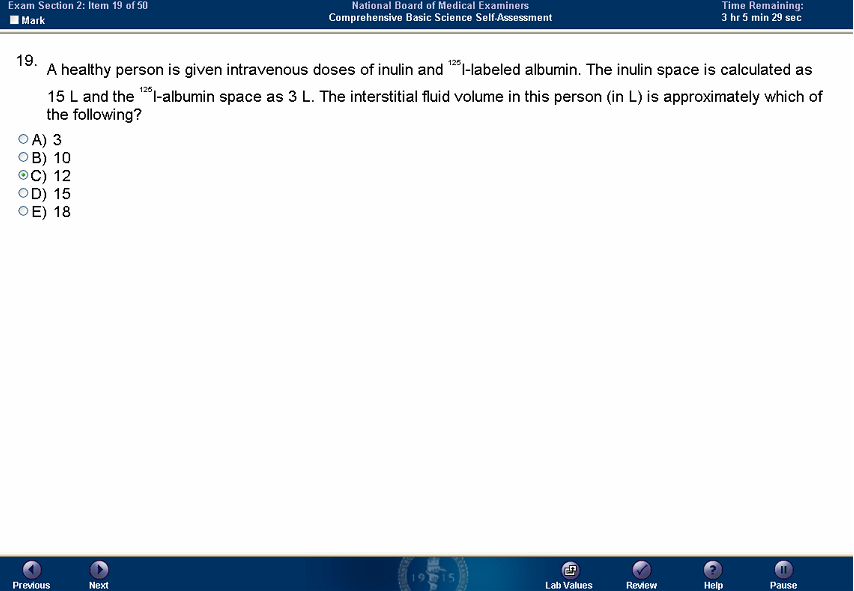 Exam Section 2: Item 19 of 50
National Board of Medical Examiners
Time Remaining:
Mark
Comprehensive Basic Science Self-Assessment
3 hr 5 min 29 sec
19. A healthy person is given intravenous doses of inulin and ¹²⁵I-labeled albumin. The inulin space is calculated as
15 L and the ¹²⁵I-albumin space as 3 L. The interstitial fluid volume in this person (in L) is approximately which of
the following?
A) 3
B) 10
C) 12
D) 15
E) 18
1915
Previous
Next
Lab Values
Review
Help
Pause